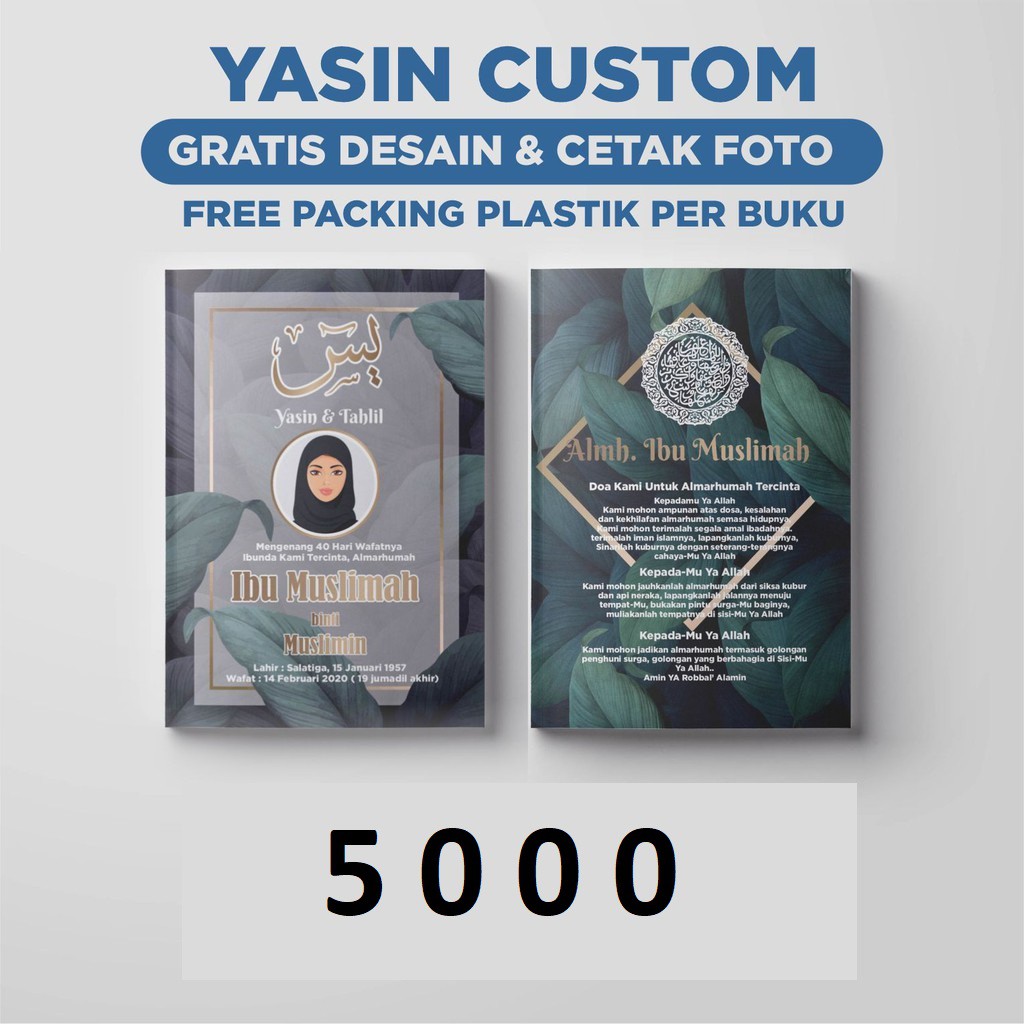 YASIN CUSTOM
GRATIS DESAIN & CETAK FOTO
FREE PACKING PLASTIK PER BUKU
يس
Yasin & Tahlil
Mengenang 40 Hari Wafatnya
Ibunda Kami Tercinta, Almarhumah
Ibu Muslimah
binti
Muslimin
Lahir : Salatiga, 15 Januari 1957
Wafat : 14 Februari 2020 ( 19 jumadil akhir)
Almh. Ibu Muslimah
Doa Kami Untuk Almarhumah Tercinta
Kepadamu Ya Allah
Kami mohon ampunan atas dosa, kesalahan
dan kekhilafan almarhumah semasa hidupnya.
Kami mohon terimalah segala amal ibadahnya.
terimalah iman islamnya, lapangkanlah kuburnya,
Sinarilah kuburnya dengan seterang-terangnya
cahaya-Mu Ya Allah
Kepada-Mu Ya Allah
Kami mohon jauhkanlah almarhumah dari siksa kubur
dan api neraka, lapangkanlah jalannya menuju
tempat-Mu, bukakan pintu surga-Mu baginya,
muliakanlah tempatnya di sisi-Mu Ya Allah
Kepada-Mu Ya Allah
Kami mohon jadikan almarhumah termasuk golongan
penghuni surga, golongan yang berbahagia di Sisi-Mu
Ya Allah..
Amin YA Robbal' Alamin
5 0 0 0